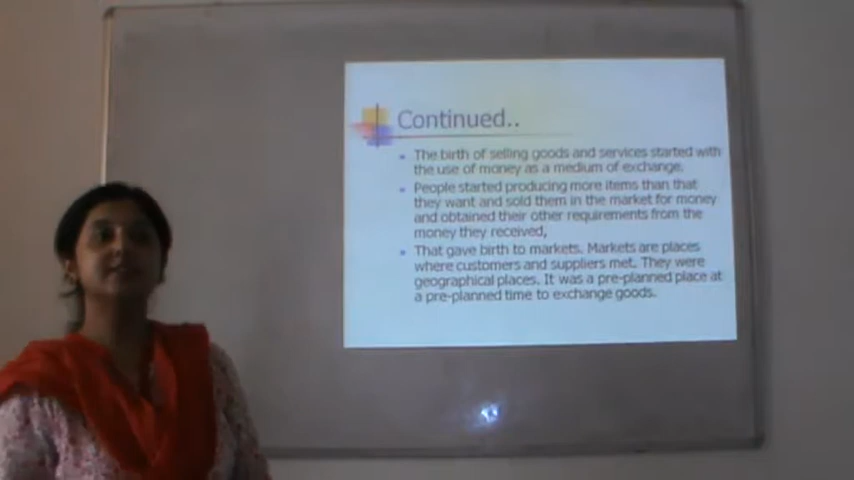 Continued..
The birth of selling goods and services started with
the use of money as a medium of exchange.
People started producing more items than that
they want and sold them in the market for money
and obtained their other requirements from the
money they received,
That gave birth to markets. Markets are places
where customers and suppliers met. They were
geographical places. It was a pre-planned place at
a pre-planned time to exchange goods.